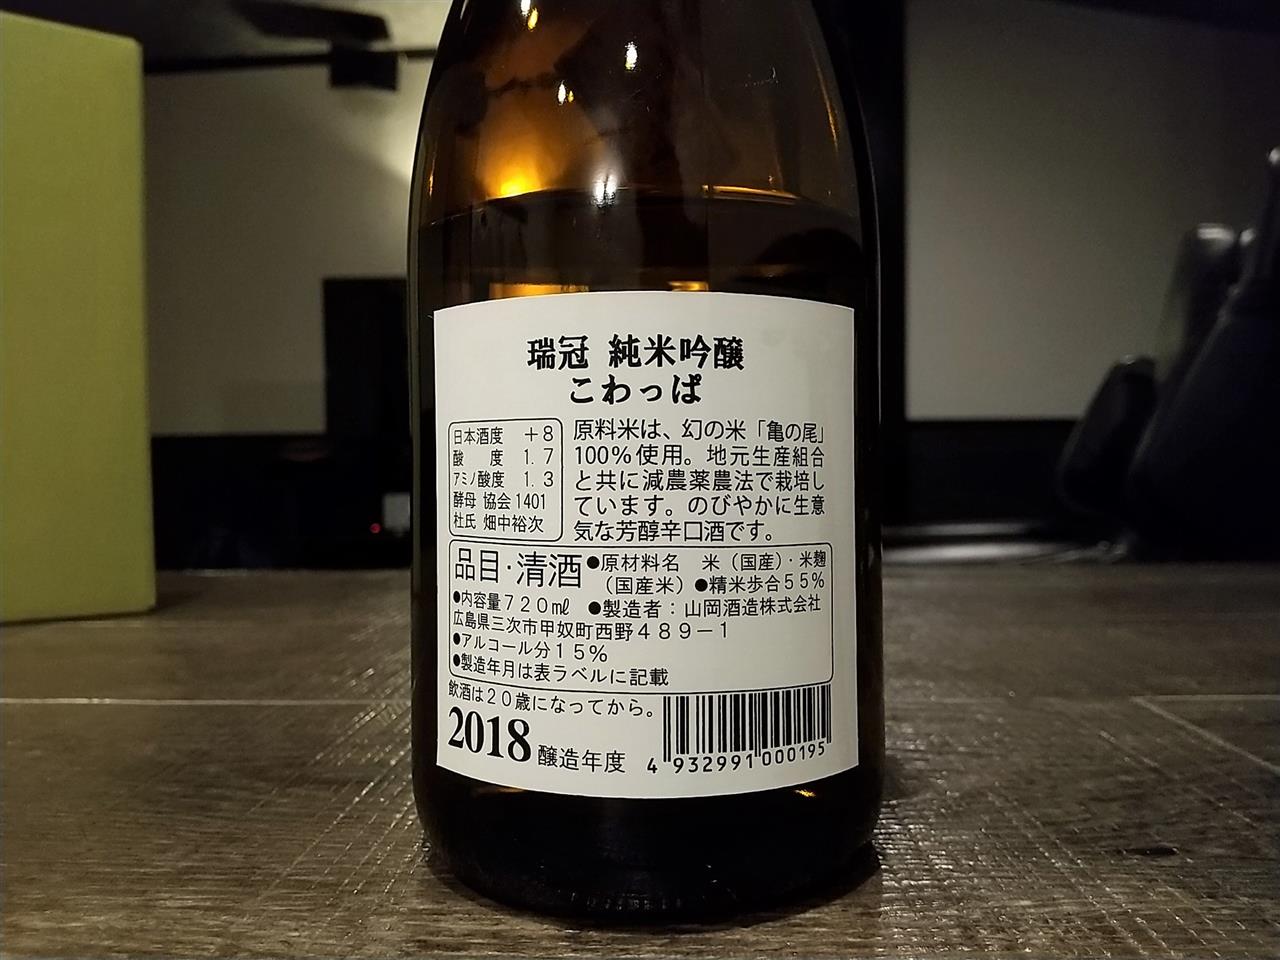 瑞冠 純米吟醸
こわっぱ
日本酒度 +8
酸度 1.7
アミノ酸度 1.3
酵母 協会1401
杜氏 畑中裕次
原料米は、幻の米「亀の尾」
100%使用。地元生産組合
と共に減農薬農法で栽培し
ています。のびやかに生意
気な芳醇辛口酒です。
品目・清酒 ●原材料名 米(国産)・米麹
(国産米) ●精米歩合55%
●内容量720mℓ ●製造者:山岡酒造株式会社
広島県三次市甲奴町西野489-1
●アルコール分15%
●製造年月は表ラベルに記載
飲酒は20歳になってから。
2018 醸造年度
4 932991 000195